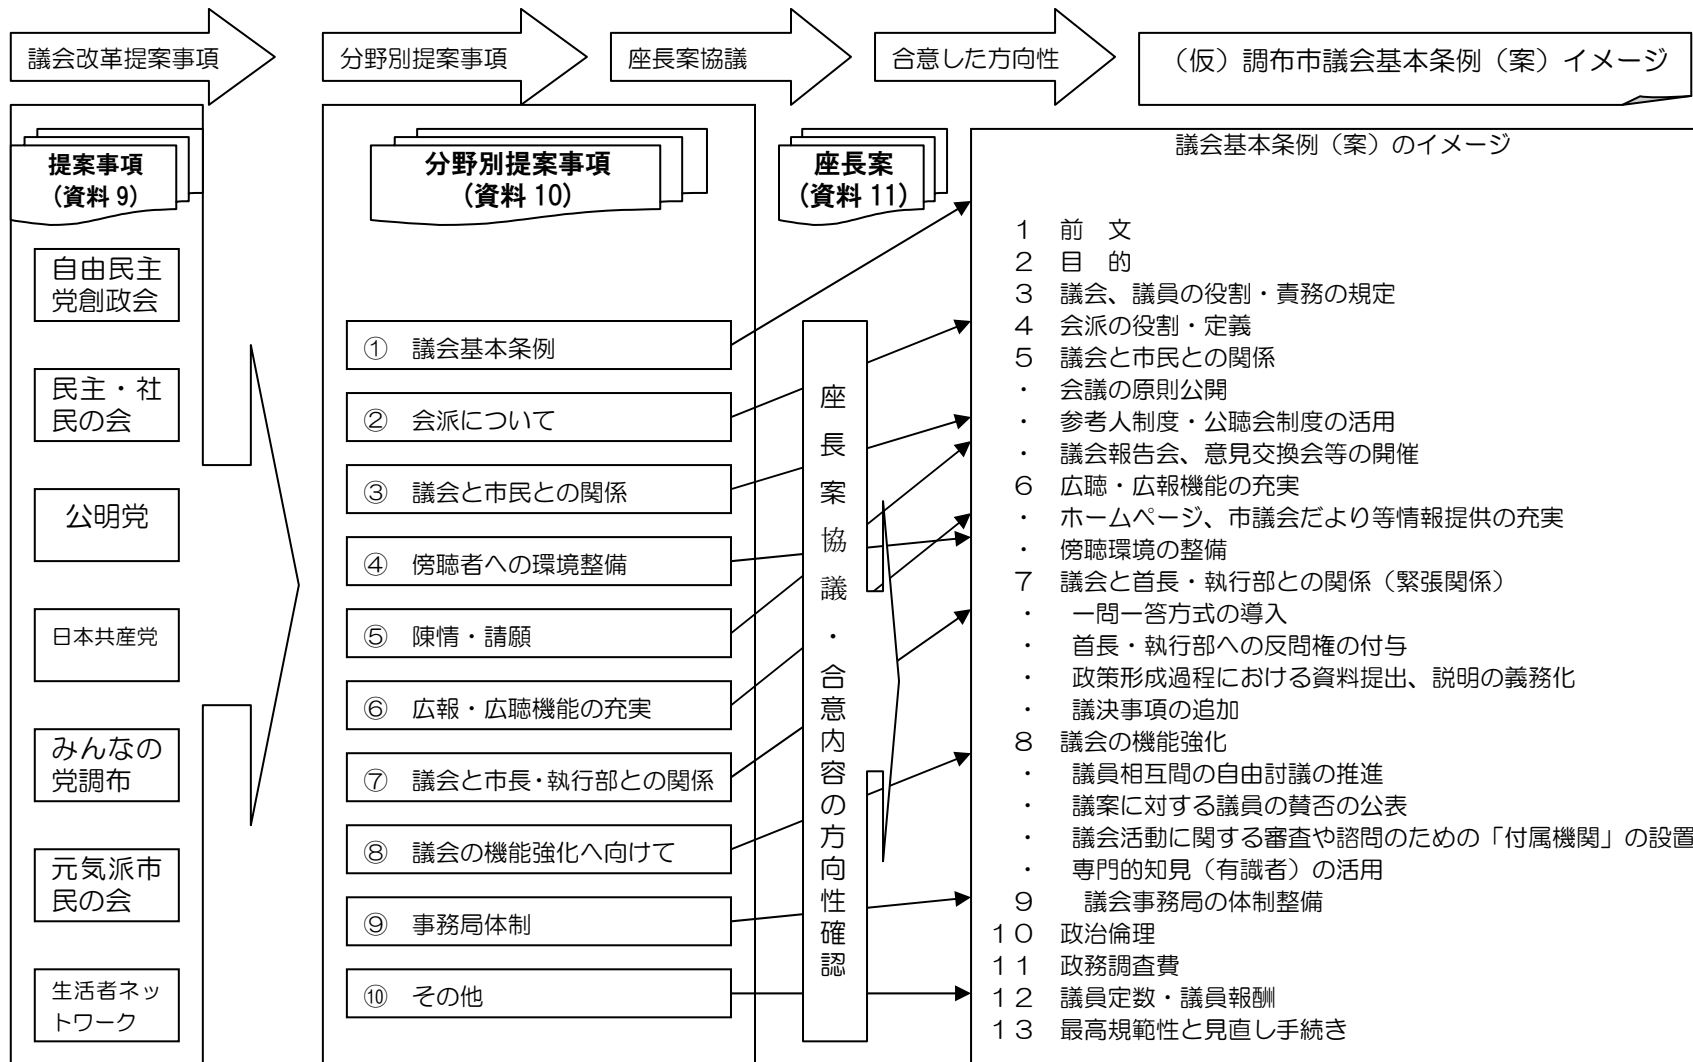 議会改革提案事項
分野別提案事項
座長案協議
合意した方向性
（仮）調布市議会基本条例（案）イメージ
提案事項
（資料 9）
自由民主
党創政会
民主・社
民の会
公明党
日本共産党
みんなの
党調布
元気派市
民の会
生活者ネッ
トワーク
分野別提案事項
（資料 10）
① 議会基本条例
② 会派について
③ 議会と市民との関係
④ 傍聴者への環境整備
⑤ 陳情・請願
⑥ 広報・広聴機能の充実
⑦ 議会と市長・執行部との関係
⑧ 議会の機能強化へ向けて
⑨ 事務局体制
⑩ その他
座長案
（資料 11）
座長案協議・合意内容の方向性確認
議会基本条例（案）のイメージ
１ 前 文
２ 目 的
３ 議会、議員の役割・責務の規定
４ 会派の役割・定義
５ 議会と市民との関係
・ 会議の原則公開
・ 参考人制度・公聴会制度の活用
・ 議会報告会、意見交換会等の開催
６ 広聴・広報機能の充実
・ ホームページ、市議会だより等情報提供の充実
・ 傍聴環境の整備
７ 議会と首長・執行部との関係（緊張関係）
・ 一問一答方式の導入
・ 首長・執行部への反問権の付与
・ 政策形成過程における資料提出、説明の義務化
・ 議決事項の追加
８ 議会の機能強化
・ 議員相互間の自由討議の推進
・ 議案に対する議員の賛否の公表
・ 議会活動に関する審査や諮問のための「付属機関」の設置
・ 専門的知見（有識者）の活用
９ 議会事務局の体制整備
１０ 政治倫理
１１ 政務調査費
１２ 議員定数・議員報酬
１３ 最高規範性と見直し手続き